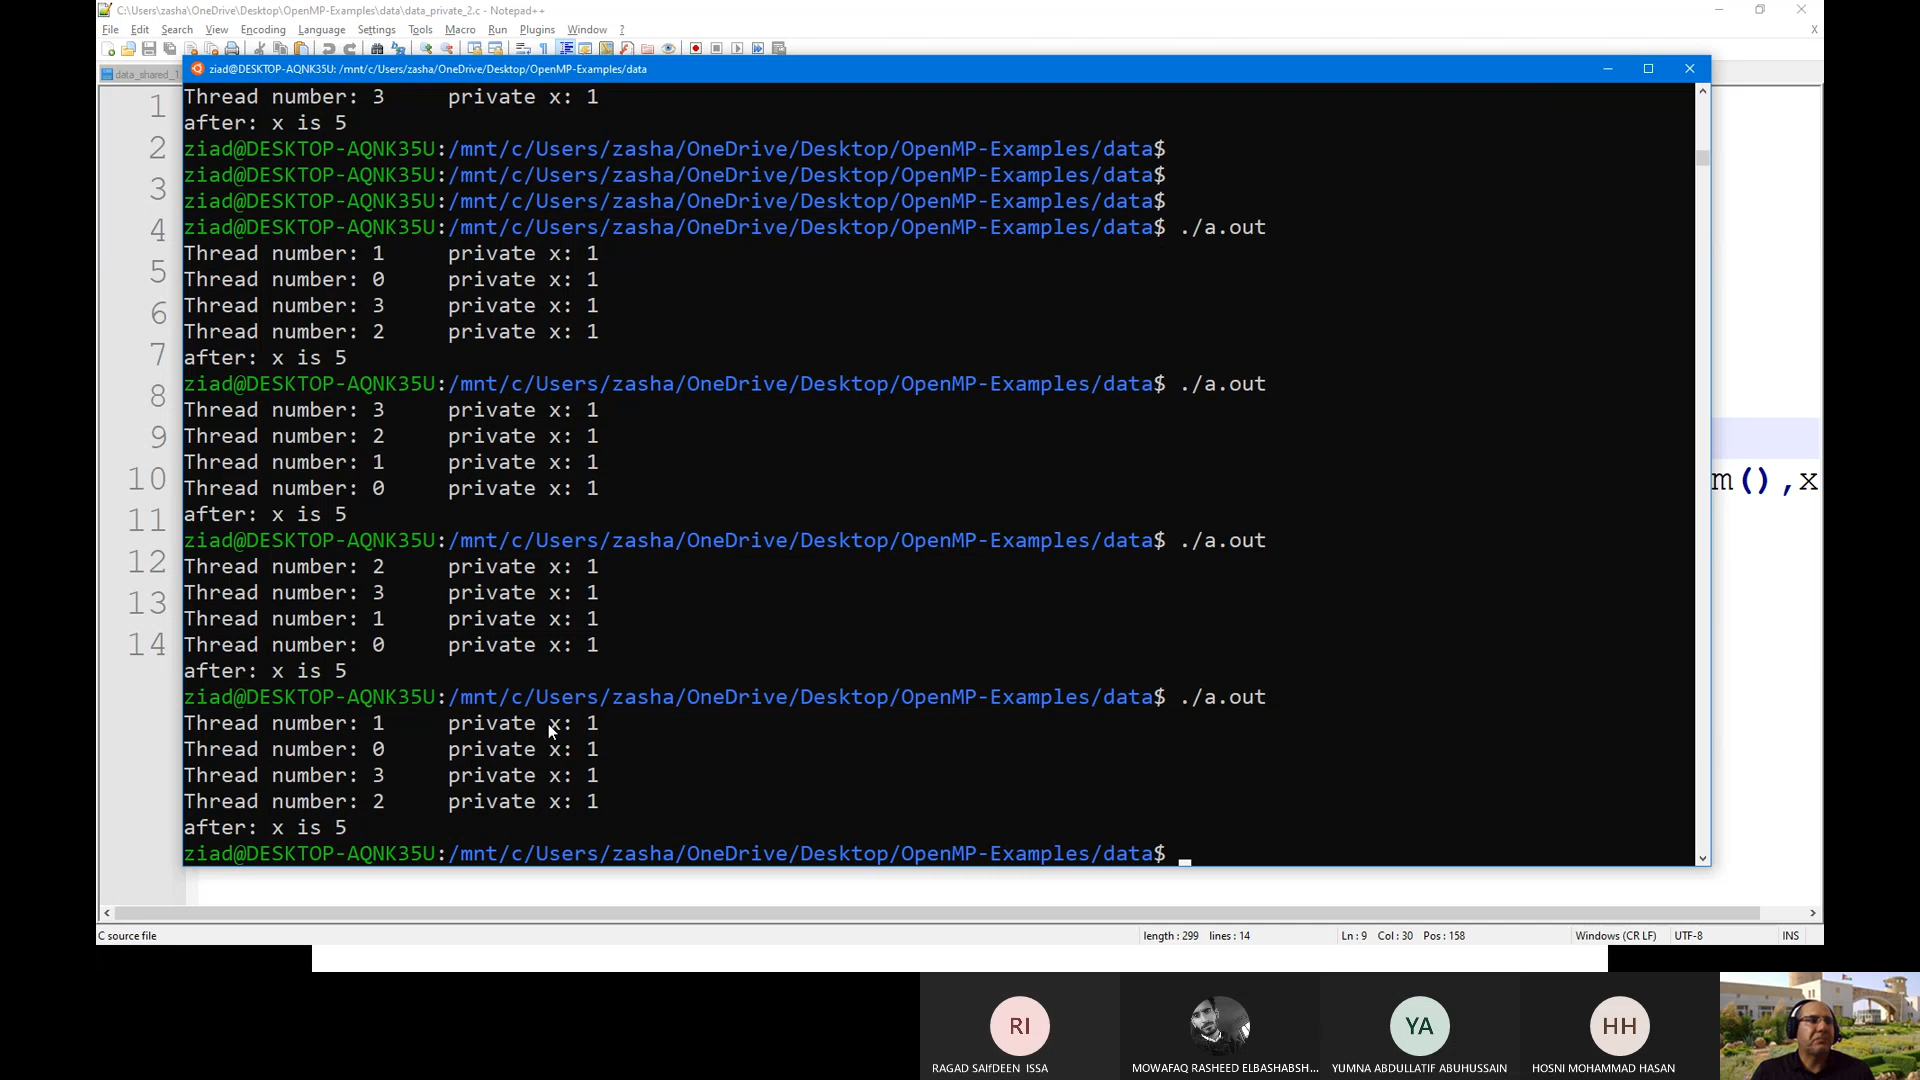 C:\Users\zasha\OneDrive\Desktop\OpenMP-Examples\data\data_private_2.c - Notepad++
File Edit Search View Encoding Language Settings Tools Macro Run Plugins Window ? X
data_shared_1
ziad@DESKTOP-AQNK35U: /mnt/c/Users/zasha/OneDrive/Desktop/OpenMP-Examples/data
1
2
3
4
5
6
7
8
9
10
11
12
13
14
Thread number: 3 private x: 1
after: x is 5
ziad@DESKTOP-AQNK35U:/mnt/c/Users/zasha/OneDrive/Desktop/OpenMP-Examples/data$
ziad@DESKTOP-AQNK35U:/mnt/c/Users/zasha/OneDrive/Desktop/OpenMP-Examples/data$
ziad@DESKTOP-AQNK35U:/mnt/c/Users/zasha/OneDrive/Desktop/OpenMP-Examples/data$
ziad@DESKTOP-AQNK35U:/mnt/c/Users/zasha/OneDrive/Desktop/OpenMP-Examples/data$ ./a.out
Thread number: 1 private x: 1
Thread number: 0 private x: 1
Thread number: 3 private x: 1
Thread number: 2 private x: 1
after: x is 5
ziad@DESKTOP-AQNK35U:/mnt/c/Users/zasha/OneDrive/Desktop/OpenMP-Examples/data$ ./a.out
Thread number: 3 private x: 1
Thread number: 2 private x: 1
Thread number: 1 private x: 1
Thread number: 0 private x: 1
after: x is 5
ziad@DESKTOP-AQNK35U:/mnt/c/Users/zasha/OneDrive/Desktop/OpenMP-Examples/data$ ./a.out
Thread number: 2 private x: 1
Thread number: 3 private x: 1
Thread number: 1 private x: 1
Thread number: 0 private x: 1
after: x is 5
ziad@DESKTOP-AQNK35U:/mnt/c/Users/zasha/OneDrive/Desktop/OpenMP-Examples/data$ ./a.out
Thread number: 1 private x: 1
Thread number: 0 private x: 1
Thread number: 3 private x: 1
Thread number: 2 private x: 1
after: x is 5
ziad@DESKTOP-AQNK35U:/mnt/c/Users/zasha/OneDrive/Desktop/OpenMP-Examples/data$
m(),x
C source file length : 299 lines : 14 Ln : 9 Col : 30 Pos : 158 Windows (CR LF) UTF-8 INS
RI YA HH
RAGAD SAIfDEEN ISSA MOWAFAQ RASHEED ELBASHABSH... YUMNA ABDULLATIF ABUHUSSAIN HOSNI MOHAMMAD HASAN